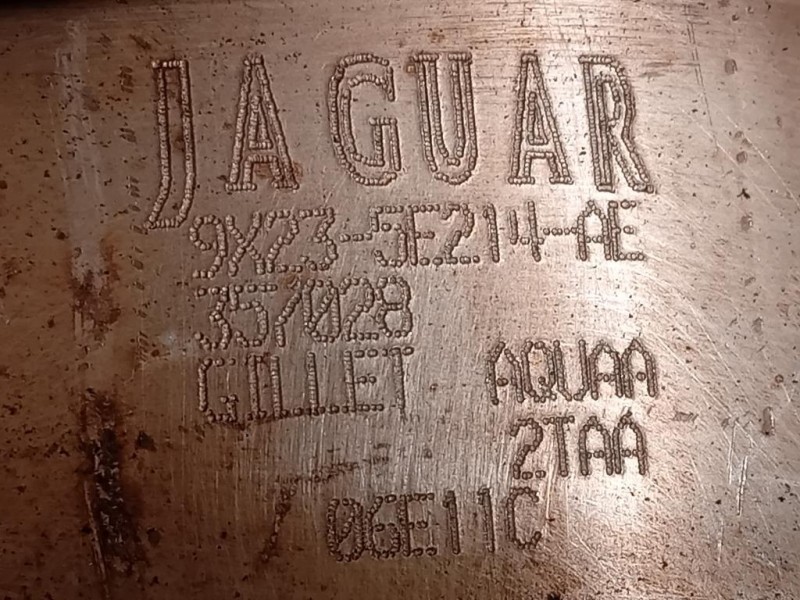 JAGUAR
9X23-5E214-AE
357028
GILLET AQUAA
2TAA
06E11C